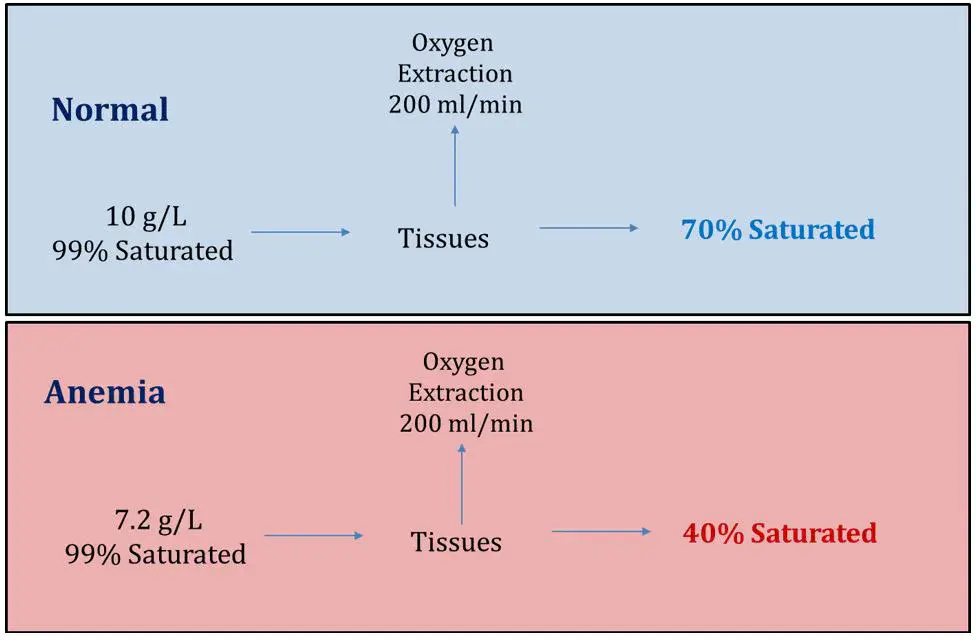 Normal
Oxygen
Extraction
200 ml/min
10 g/L
99% Saturated
Tissues
70% Saturated
Anemia
Oxygen
Extraction
200 ml/min
7.2 g/L
99% Saturated
Tissues
40% Saturated